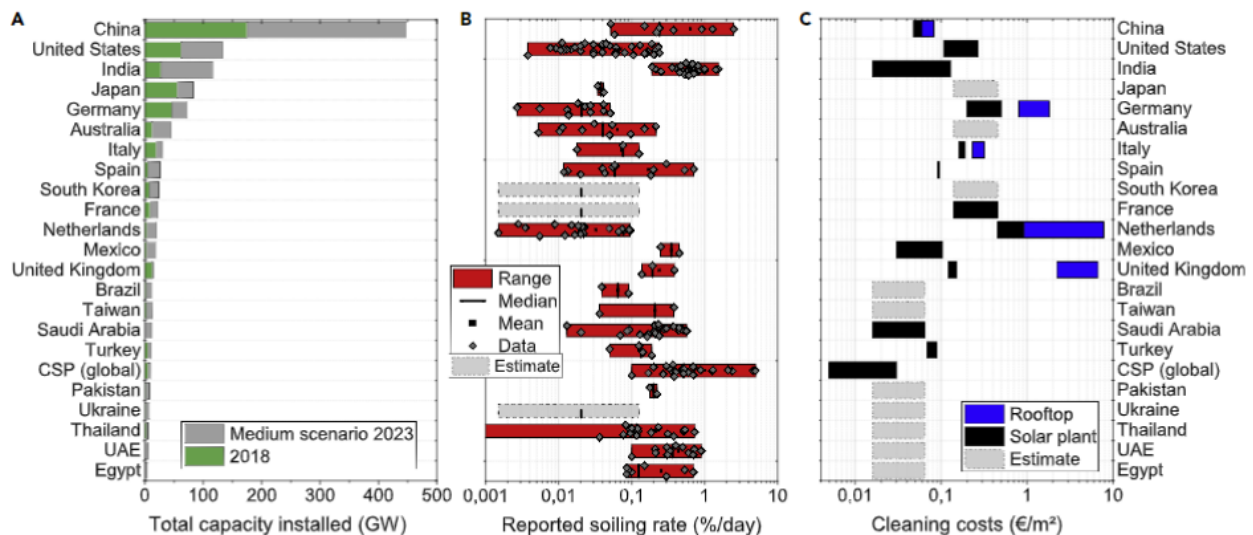 A
China
United States
India
Japan
Germany
Australia
Italy
Spain
South Korea
France
Netherlands
Mexico
United Kingdom
Brazil
Taiwan
Saudi Arabia
Turkey
CSP (global)
Pakistan
Ukraine
Thailand
UAE
Egypt
Medium scenario 2023
2018
0 100 200 300 400 500
Total capacity installed (GW)
B
Range
Median
Mean
Data
Estimate
0,001 0,01 0,1 1 10
Reported soiling rate (%/day)
C
China
United States
India
Japan
Germany
Australia
Italy
Spain
South Korea
France
Netherlands
Mexico
United Kingdom
Brazil
Taiwan
Saudi Arabia
Turkey
CSP (global)
Pakistan
Ukraine
Thailand
UAE
Egypt
Rooftop
Solar plant
Estimate
0,01 0,1 1 10
Cleaning costs (€/m²)